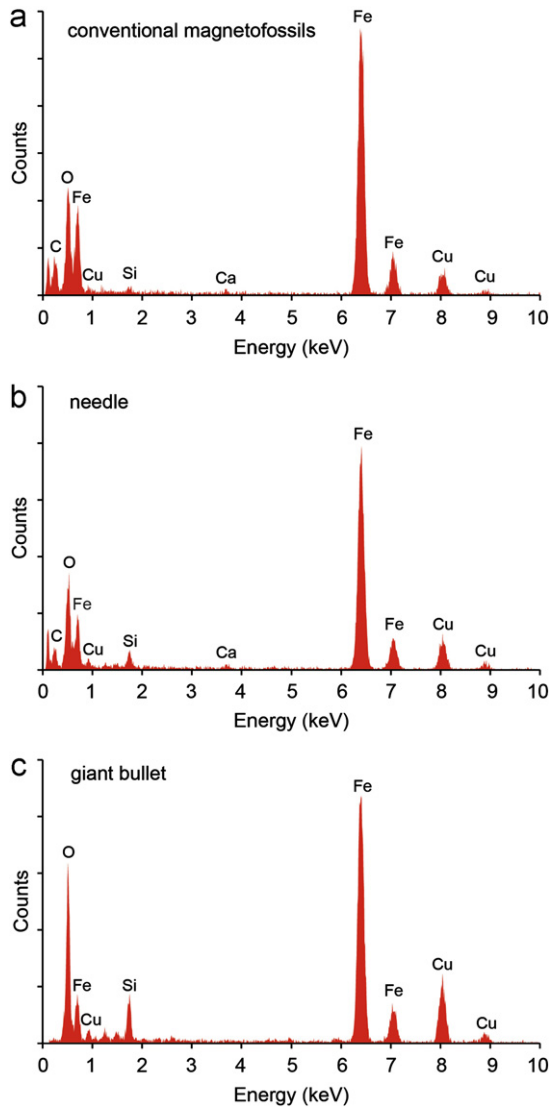 a conventional magnetofossils
Fe
O
Fe
C
Cu
Si
Ca
Fe
Cu
Cu
Counts
0 1 2 3 4 5 6 7 8 9 10
Energy (keV)
b needle
Fe
O
Fe
C
Cu
Si
Ca
Fe
Cu
Cu
Counts
0 1 2 3 4 5 6 7 8 9 10
Energy (keV)
c giant bullet
Fe
O
Fe
Cu
Si
Fe
Cu
Cu
Counts
0 1 2 3 4 5 6 7 8 9 10
Energy (keV)